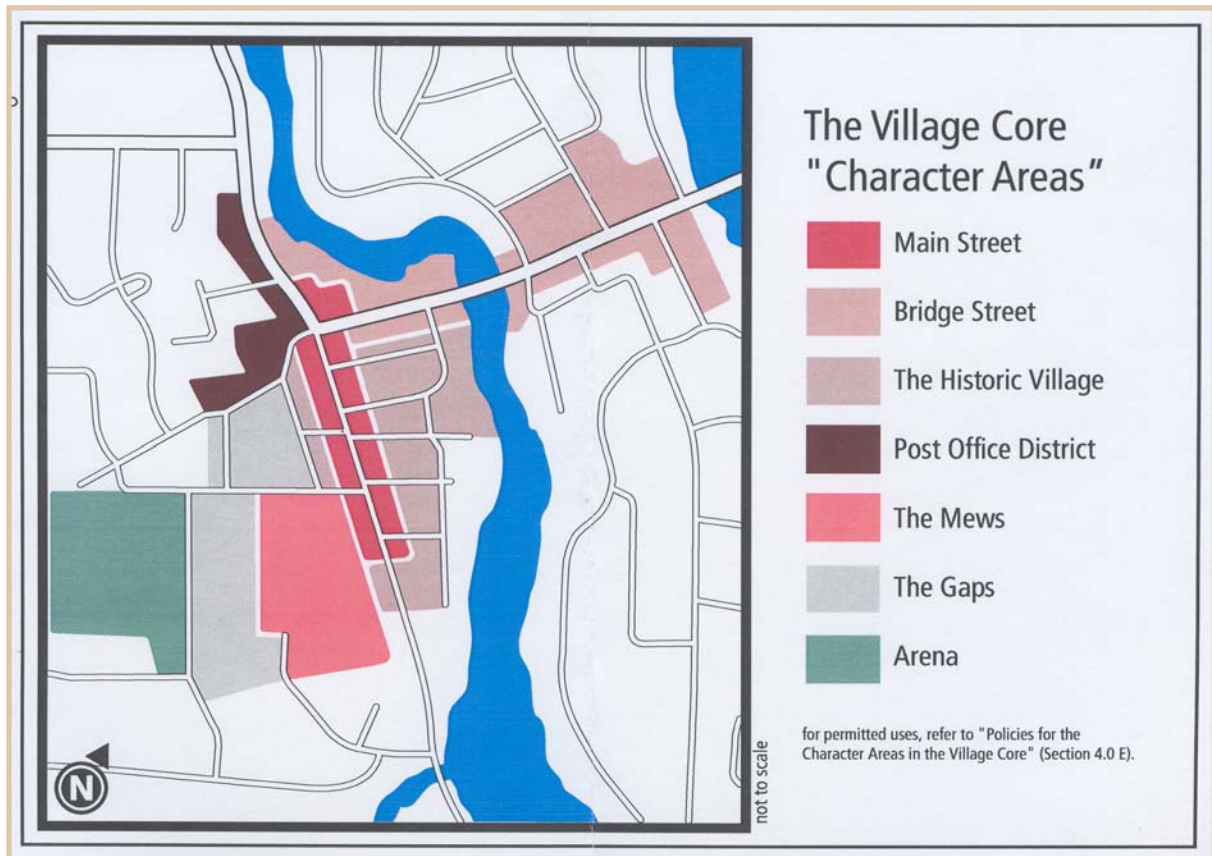 The Village Core
"Character Areas"
Main Street
Bridge Street
The Historic Village
Post Office District
The Mews
The Gaps
Arena
for permitted uses, refer to "Policies for the
Character Areas in the Village Core" (Section 4.0 E).
not to scale
N